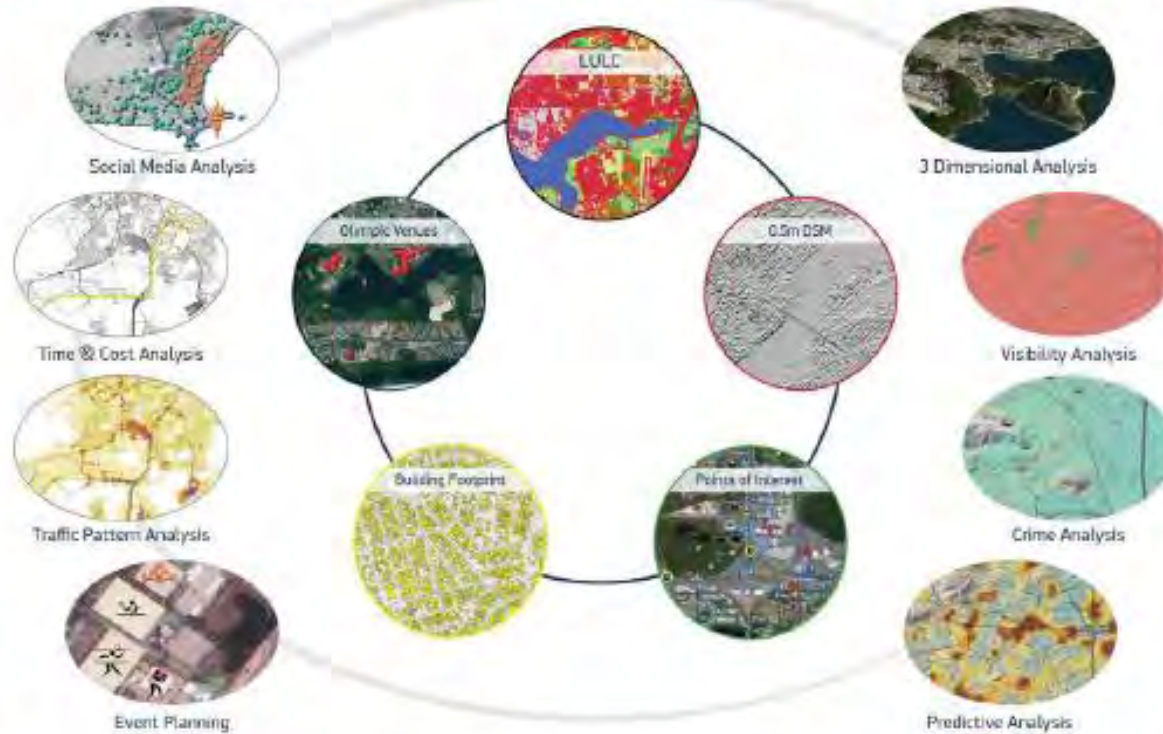 LULC
Social Media Analysis
3 Dimensional Analysis
Olimpic Venues
0.5m DSM
Time & Cost Analysis
Visibility Analysis
Building Footprint
Points of Interest
Traffic Pattern Analysis
Crime Analysis
Event Planning
Predictive Analysis